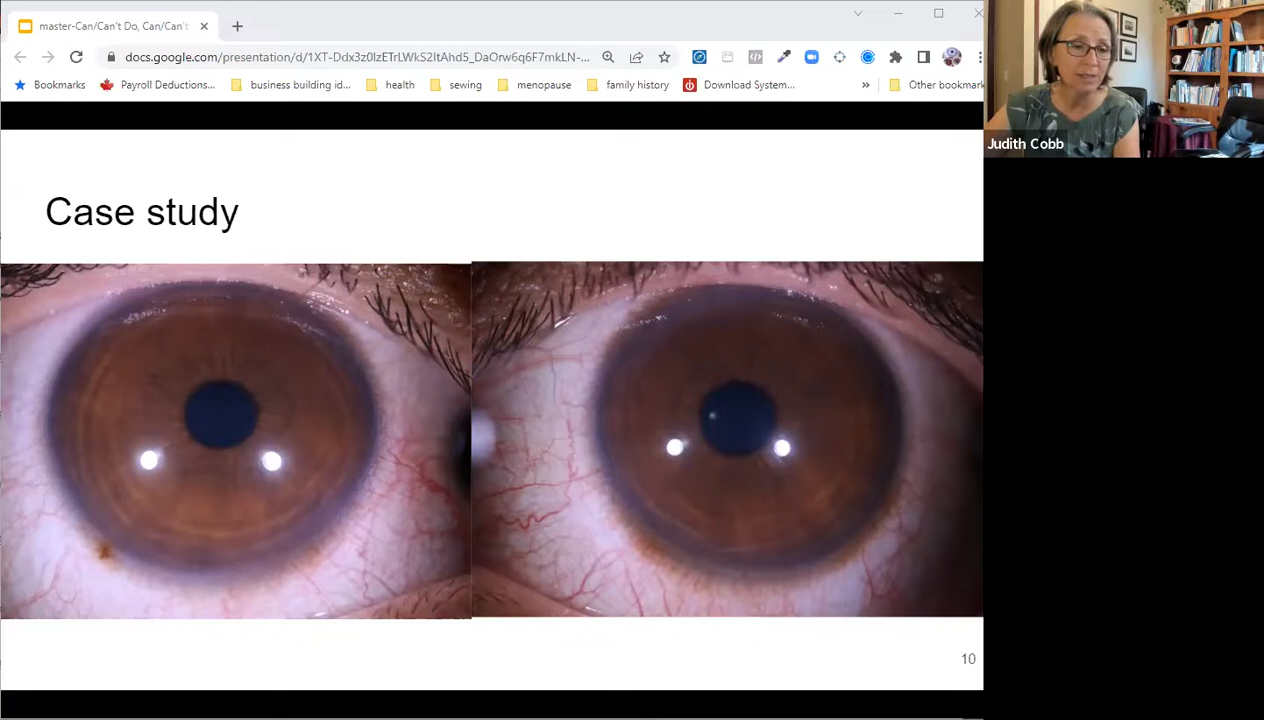 master-Can/Can't Do, Can/Can't
docs.google.com/presentation/d/1XT-Ddx3z0lzETrLWkS2ltAhd5_DaOrw6q6F7mkLN-...
Bookmarks Payroll Deductions... business building id... health sewing menopause family history Download System... » Other bookmark
Judith Cobb
Case study
10